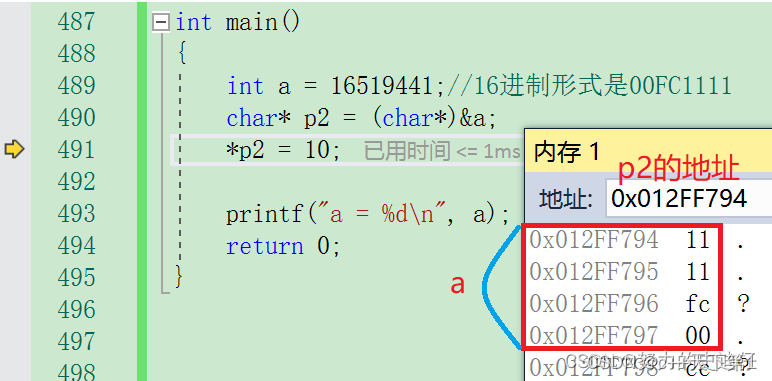 487 int main()
488 {
489 int a = 16519441;//16进制形式是00FC1111
490 char* p2 = (char*)&a;
491 *p2 = 10; 已用时间 <= 1ms
492
493 printf("a = %d\n", a);
494 return 0;
495 }
496
497
498
内存 1
p2的地址
地址: 0x012FF794
a
0x012FF794 11 .
0x012FF795 11 .
0x012FF796 fc ?
0x012FF797 00 .
0x012FF798 cc ?